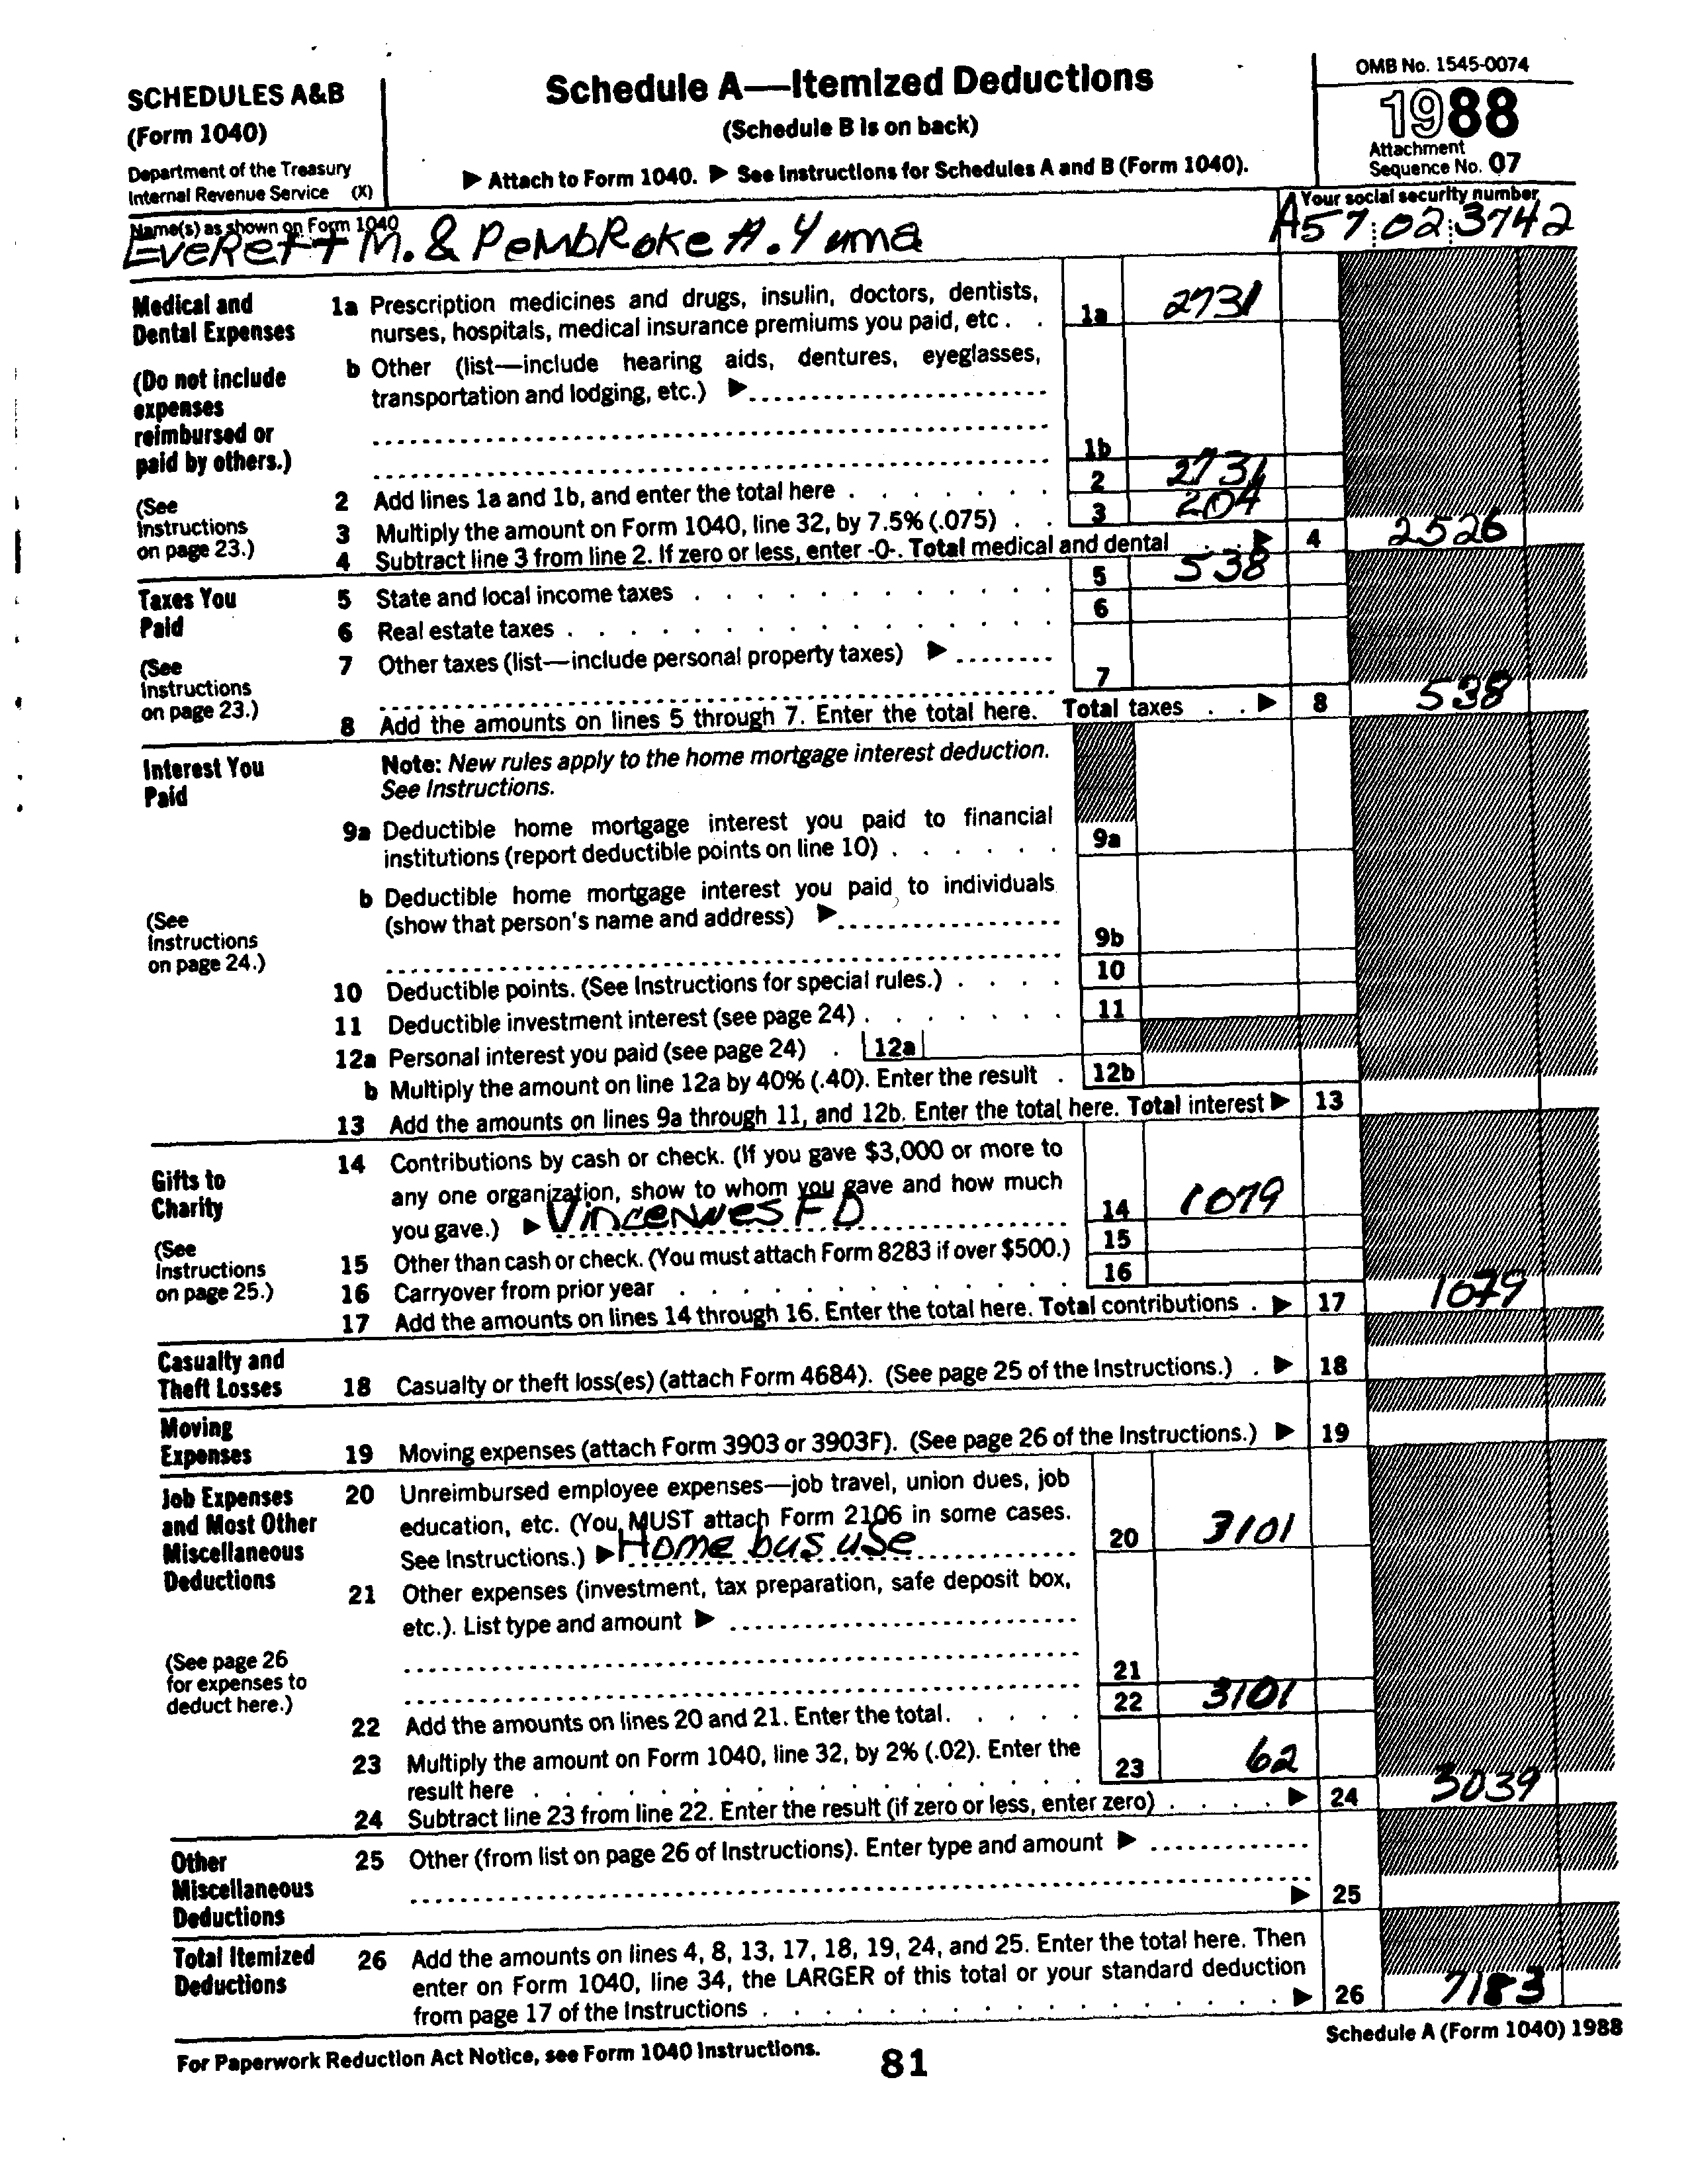 SCHEDULES A&B
(Form 1040)
Department of the Treasury
Internal Revenue Service (X)
Schedule A—Itemized Deductions
(Schedule B is on back)
▶ Attach to Form 1040. ▶ See Instructions for Schedules A and B (Form 1040).
OMB No. 1545-0074
1988
Attachment
Sequence No. 07
Name(s) as shown on Form 1040
Everett M. & Pembroke A. Yuma
Your social security number
A57 02 3742
Medical and
Dental Expenses
(Do not include
expenses
reimbursed or
paid by others.)
(See
Instructions
on page 23.)
1a Prescription medicines and drugs, insulin, doctors, dentists,
nurses, hospitals, medical insurance premiums you paid, etc . . 1a 2731
b Other (list—include hearing aids, dentures, eyeglasses,
transportation and lodging, etc.) ▶
1b
2 Add lines 1a and 1b, and enter the total here . . . . . . . 2 2731
3 Multiply the amount on Form 1040, line 32, by 7.5% (.075) . . 3 204
4 Subtract line 3 from line 2. If zero or less, enter -0-. Total medical and dental . . ▶ 4 2526
Taxes You
Paid
(See
Instructions
on page 23.)
5 State and local income taxes . . . . . . . . . . . . 5 538
6 Real estate taxes . . . . . . . . . . . . . . . 6
7 Other taxes (list—include personal property taxes) ▶
7
8 Add the amounts on lines 5 through 7. Enter the total here. Total taxes . . ▶ 8 538
Interest You
Paid
(See
Instructions
on page 24.)
Note: New rules apply to the home mortgage interest deduction.
See Instructions.
9a Deductible home mortgage interest you paid to financial
institutions (report deductible points on line 10) . . . . . . 9a
b Deductible home mortgage interest you paid to individuals
(show that person's name and address) ▶
9b
10 Deductible points. (See Instructions for special rules.) . . . . 10
11 Deductible investment interest (see page 24) . . . . . . . 11
12a Personal interest you paid (see page 24) . 12a
b Multiply the amount on line 12a by 40% (.40). Enter the result . 12b
13 Add the amounts on lines 9a through 11, and 12b. Enter the total here. Total interest ▶ 13
Gifts to
Charity
(See
Instructions
on page 25.)
14 Contributions by cash or check. (If you gave $3,000 or more to
any one organization, show to whom you gave and how much
you gave.) ▶ Vincennes FD 14 1079
15 Other than cash or check. (You must attach Form 8283 if over $500.) 15
16 Carryover from prior year . . . . . . . . . . . . . 16
17 Add the amounts on lines 14 through 16. Enter the total here. Total contributions . ▶ 17 1079
Casualty and
Theft Losses
18 Casualty or theft loss(es) (attach Form 4684). (See page 25 of the Instructions.) . ▶ 18
Moving
Expenses
19 Moving expenses (attach Form 3903 or 3903F). (See page 26 of the Instructions.) ▶ 19
Job Expenses
and Most Other
Miscellaneous
Deductions
(See page 26
for expenses to
deduct here.)
20 Unreimbursed employee expenses—job travel, union dues, job
education, etc. (You MUST attach Form 2106 in some cases.
See Instructions.) ▶ Home bus use 20 3101
21 Other expenses (investment, tax preparation, safe deposit box,
etc.). List type and amount ▶
21
22 Add the amounts on lines 20 and 21. Enter the total. . . . . 22 3101
23 Multiply the amount on Form 1040, line 32, by 2% (.02). Enter the
result here . . . . . . . . . . . . . . . . . 23 62
24 Subtract line 23 from line 22. Enter the result (if zero or less, enter zero) . . . . ▶ 24 3039
Other
Miscellaneous
Deductions
25 Other (from list on page 26 of Instructions). Enter type and amount ▶
▶ 25
Total Itemized
Deductions
26 Add the amounts on lines 4, 8, 13, 17, 18, 19, 24, and 25. Enter the total here. Then
enter on Form 1040, line 34, the LARGER of this total or your standard deduction
from page 17 of the Instructions . . . . . . . . . . . . . . . . ▶ 26 7183
For Paperwork Reduction Act Notice, see Form 1040 Instructions.
81
Schedule A (Form 1040) 1988